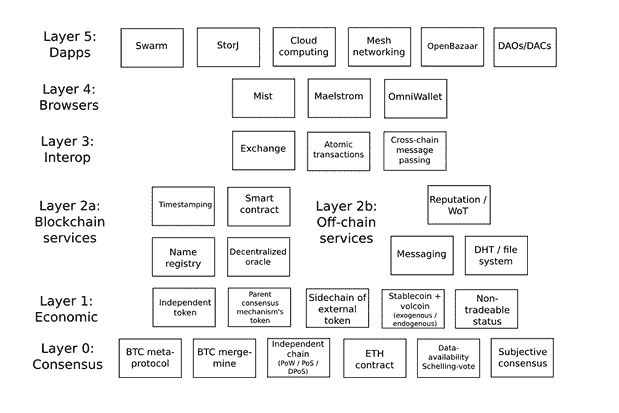 Layer 5:
Dapps
Swarm
StorJ
Cloud
computing
Mesh
networking
OpenBazaar
DAOs/DACs
Layer 4:
Browsers
Mist
Maelstrom
OmniWallet
Layer 3:
Interop
Exchange
Atomic
transactions
Cross-chain
message
passing
Layer 2a:
Blockchain
services
Timestamping
Smart
contract
Name
registry
Decentralized
oracle
Layer 2b:
Off-chain
services
Reputation /
WoT
Messaging
DHT / file
system
Layer 1:
Economic
Independent
token
Parent
consensus
mechanism's
token
Sidechain of
external
token
Stablecoin +
volcoin
(exogenous /
endogenous)
Non-
tradeable
status
Layer 0:
Consensus
BTC meta-
protocol
BTC merge-
mine
Independent
chain
(PoW / PoS /
DPoS)
ETH
contract
Data-
availability
Schelling-vote
Subjective
consensus